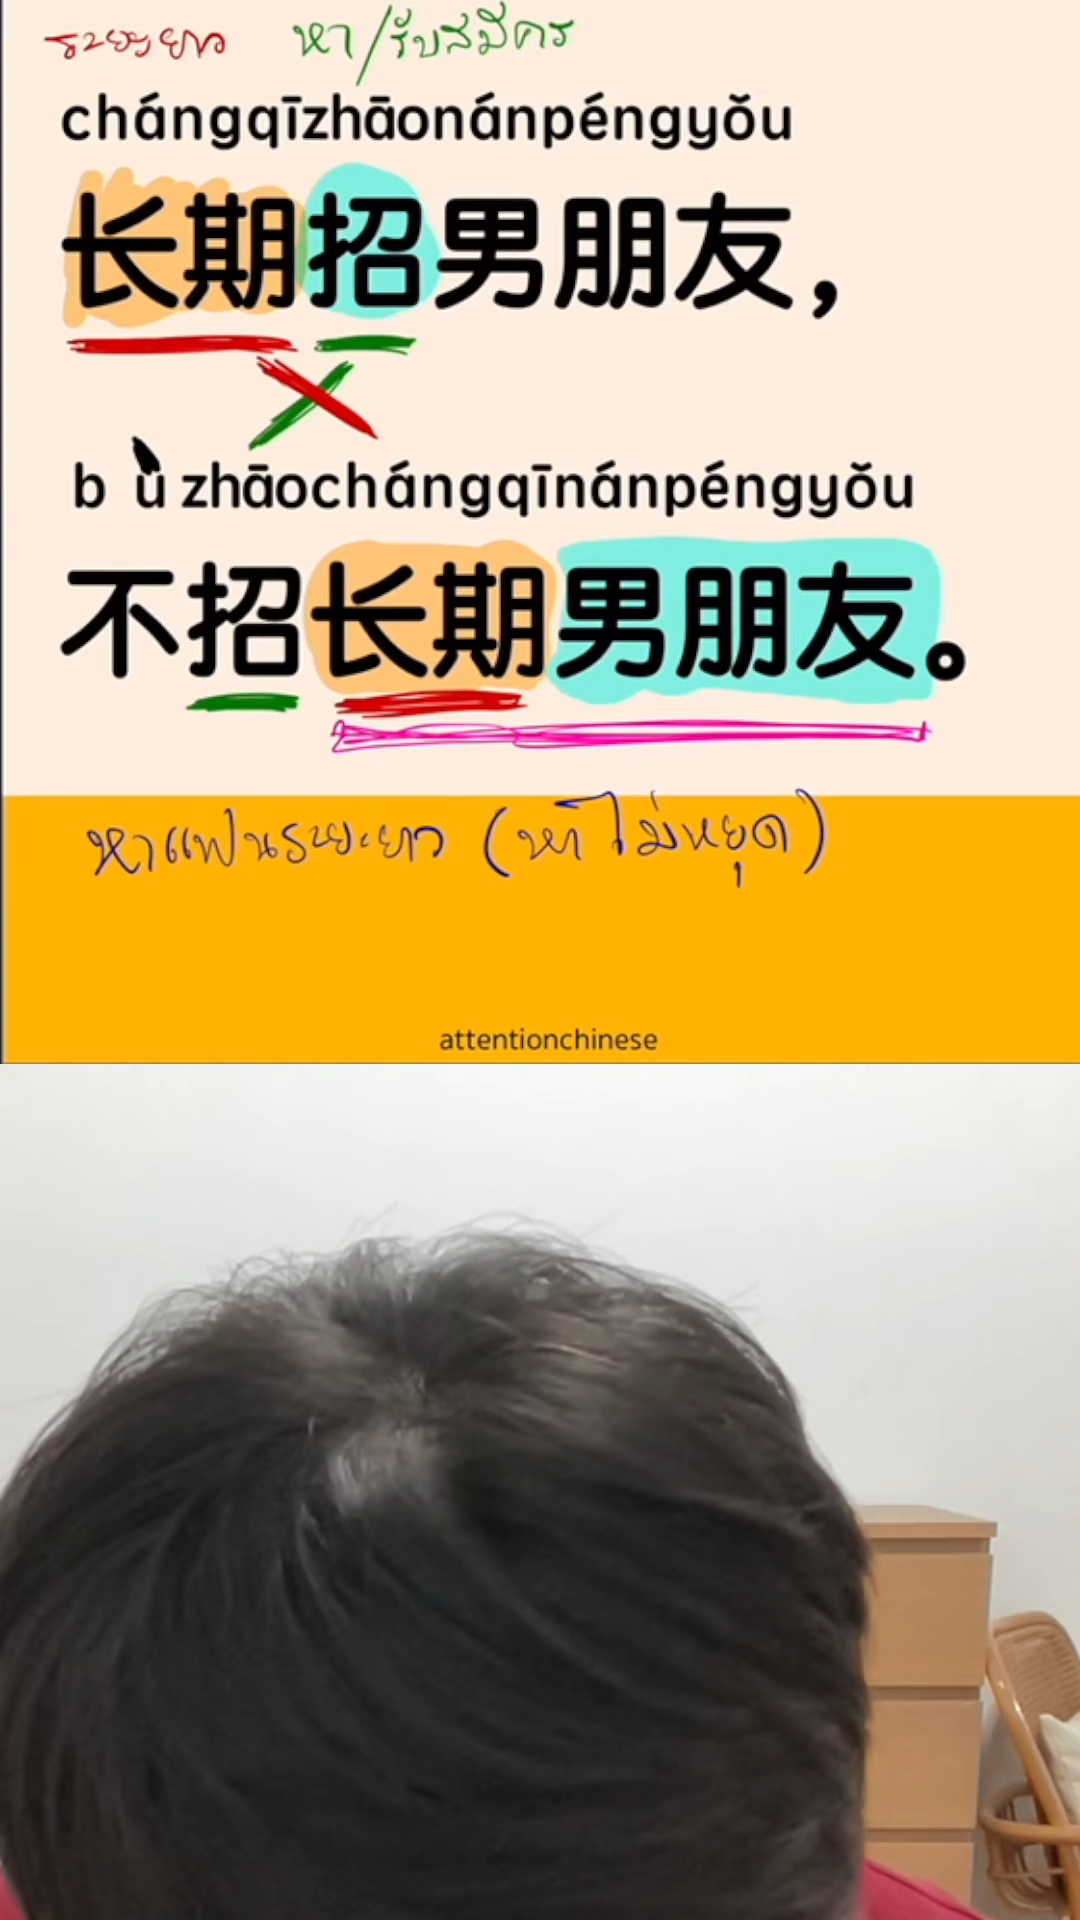 ระยะยาว หา/รับสมัคร
chángqīzhāonánpéngyǒu
长期招男朋友，
b ù zhāochángqīnánpéngyǒu
不招长期男朋友。
หาแฟนระยะยาว (หาไม่หยุด)
attentionchinese